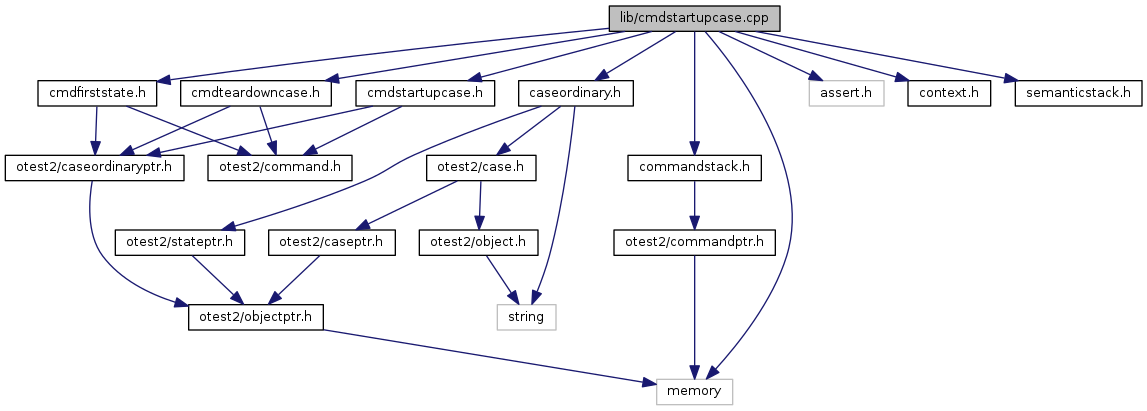 lib/cmdstartupcase.cpp
cmdfirststate.h
cmdteardowncase.h
cmdstartupcase.h
caseordinary.h
assert.h
context.h
semanticstack.h
otest2/caseordinaryptr.h
otest2/command.h
otest2/case.h
commandstack.h
otest2/stateptr.h
otest2/caseptr.h
otest2/object.h
otest2/commandptr.h
otest2/objectptr.h
string
memory